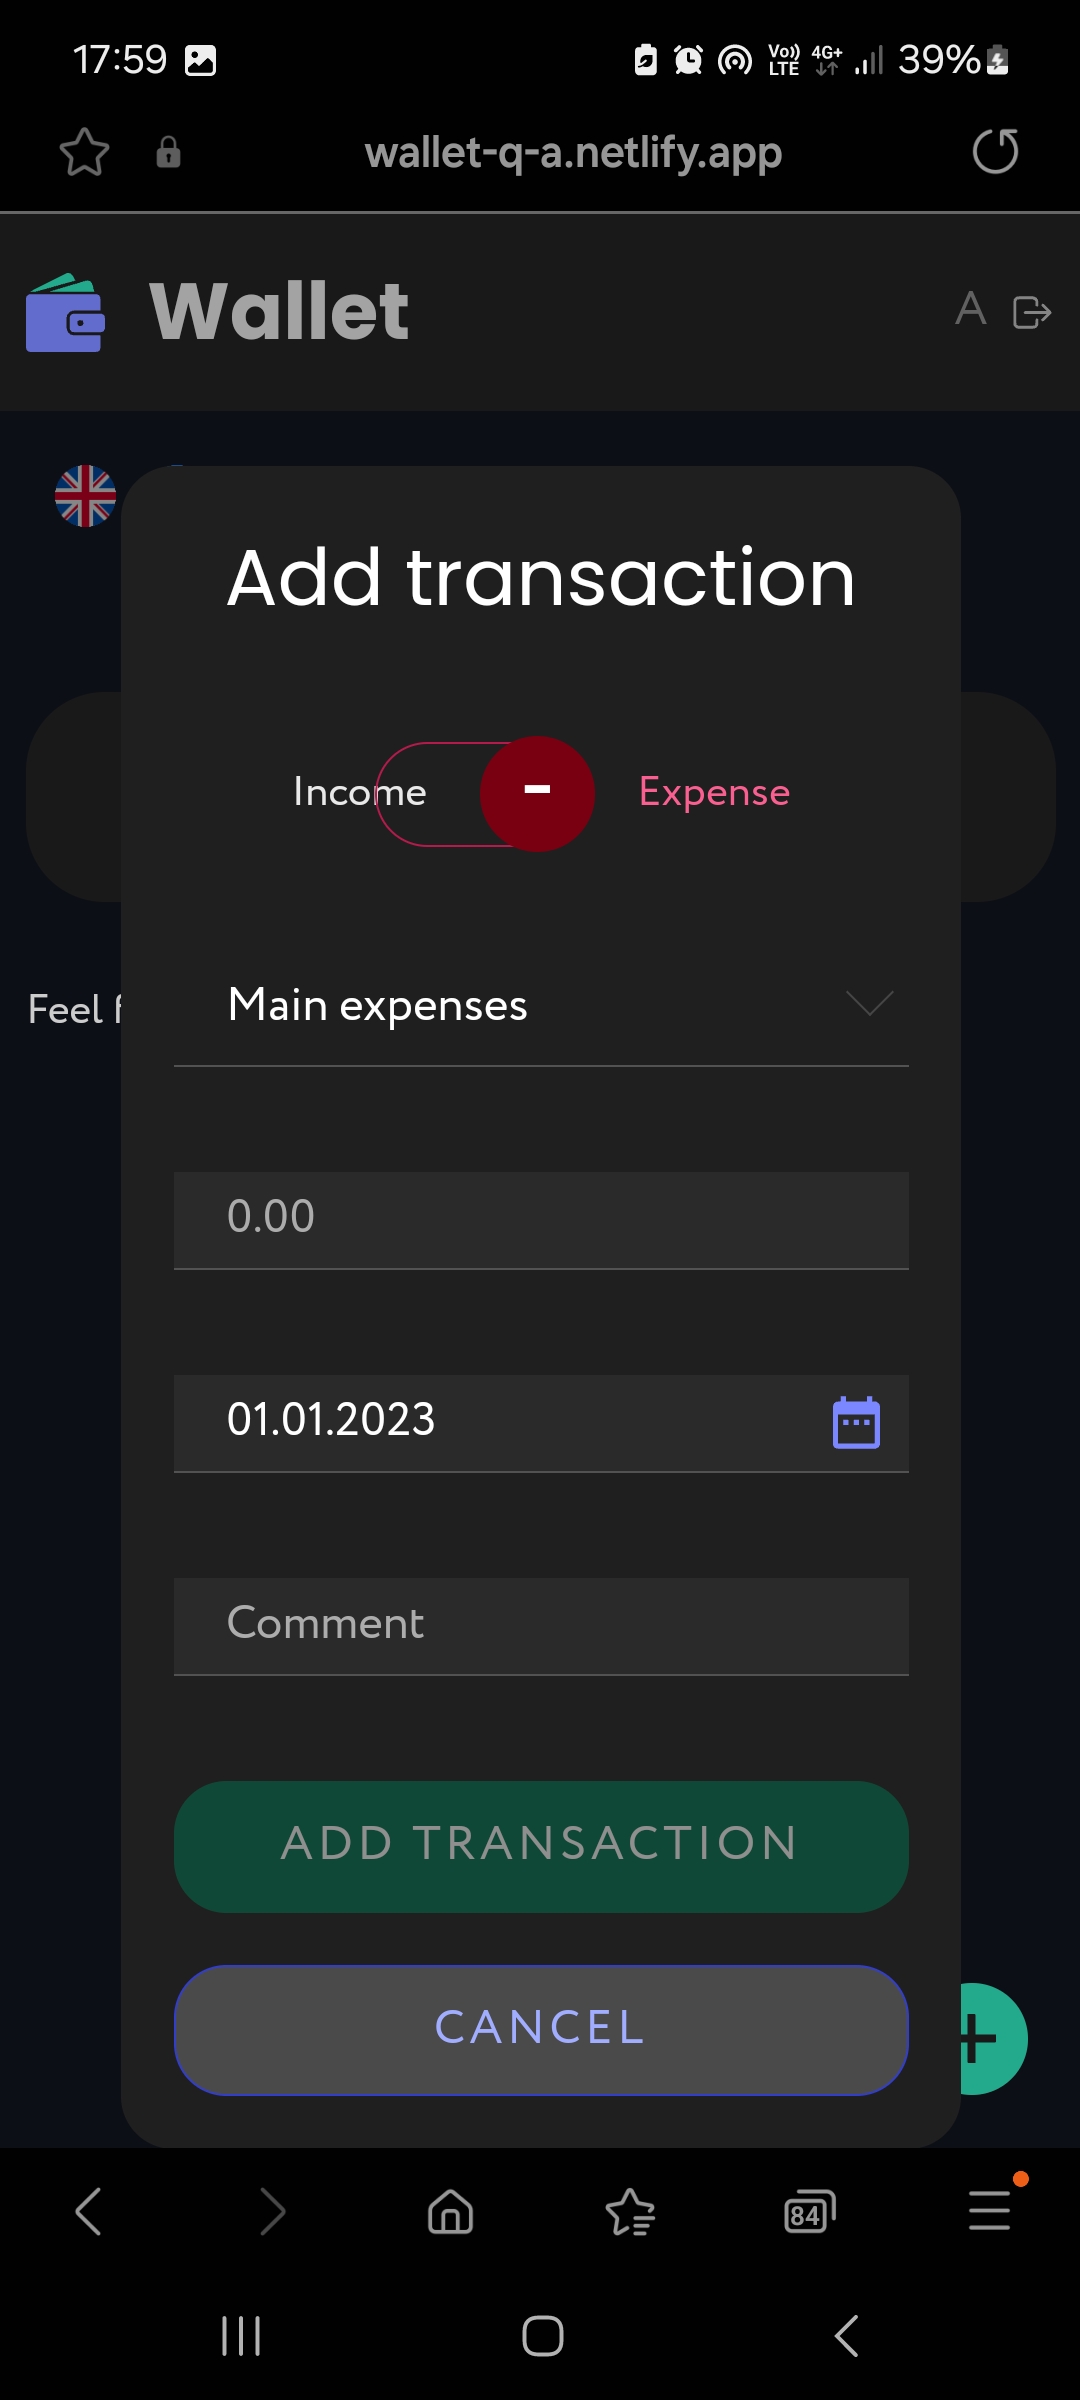 17:59 Vo)) LTE 4G+ 39%
wallet-q-a.netlify.app
Wallet A
Add transaction
Income - Expense
Feel f
Main expenses
0.00
01.01.2023
Comment
ADD TRANSACTION
CANCEL
+
84